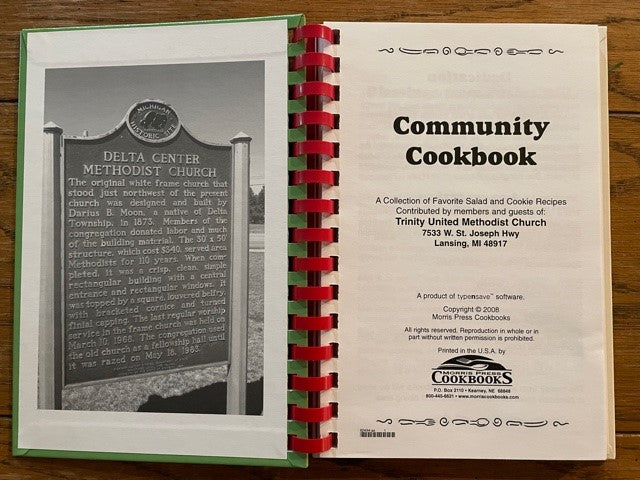 MICHIGAN
HISTORIC SITE
DELTA CENTER
METHODIST CHURCH
The original white frame church that
stood just northwest of the present
church was designed and built by
Darius B. Moon, a native of Delta
Township, in 1873. Members of the
congregation donated labor and much
of the building material. The 30 x 50
structure, which cost $540, served area
Methodists for 110 years. When com-
pleted, it was a crisp, clean, simple
rectangular building with a central
entrance and rectangular windows. It
was topped by a square, louvered belfry
with bracketed cornice and turned
finial capping. The last regular worship
service in the frame church was held on
March 10, 1968. The congregation used
the old church as a fellowship hall until
it was razed on May 18, 1982.
Community
Cookbook
A Collection of Favorite Salad and Cookie Recipes
Contributed by members and guests of:
Trinity United Methodist Church
7533 W. St. Joseph Hwy
Lansing, MI 48917
A product of typensave™ software.
Copyright © 2008
Morris Press Cookbooks
All rights reserved. Reproduction in whole or in
part without written permission is prohibited.
Printed in the U.S.A. by
MORRIS PRESS
COOKBOOKS
P.O. Box 2110 • Kearney, NE 68848
800-445-6621 • www.morriscookbooks.com